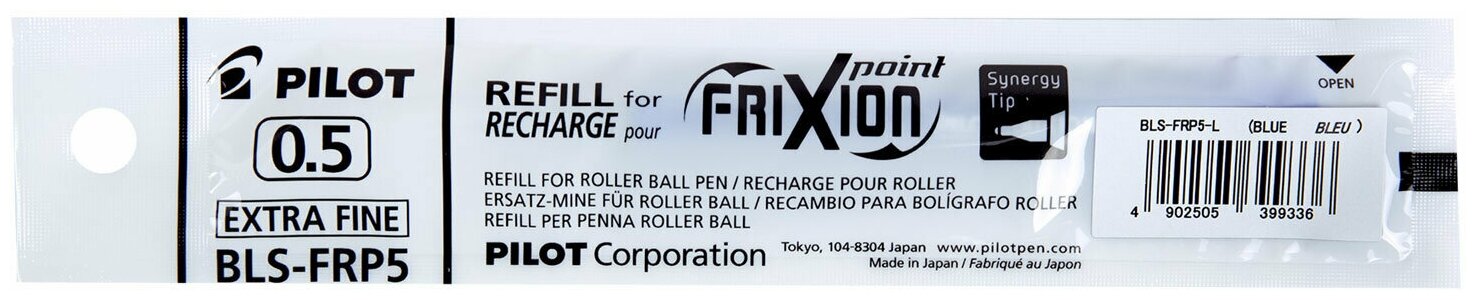 PILOT
0.5
EXTRA FINE
BLS-FRP5
REFILL for
RECHARGE pour
FRIXION point
Synergy
Tip
REFILL FOR ROLLER BALL PEN / RECHARGE POUR ROLLER
ERSATZ-MINE FÜR ROLLER BALL / RECAMBIO PARA BOLÍGRAFO ROLLER
REFILL PER PENNA ROLLER BALL
PILOT Corporation
Tokyo, 104-8304 Japan www.pilotpen.com
Made in Japan / Fabriqué au Japon
OPEN
BLS-FRP5-L (BLUE BLEU)
4 902505 399336